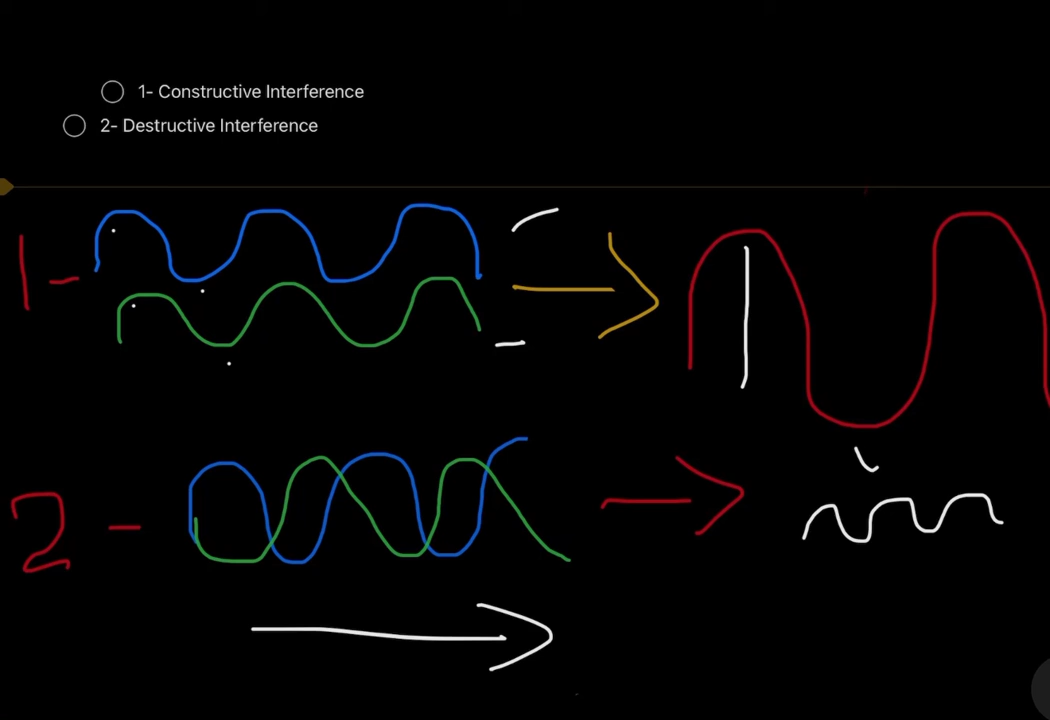 1- Constructive Interference
2- Destructive Interference
1-
2-